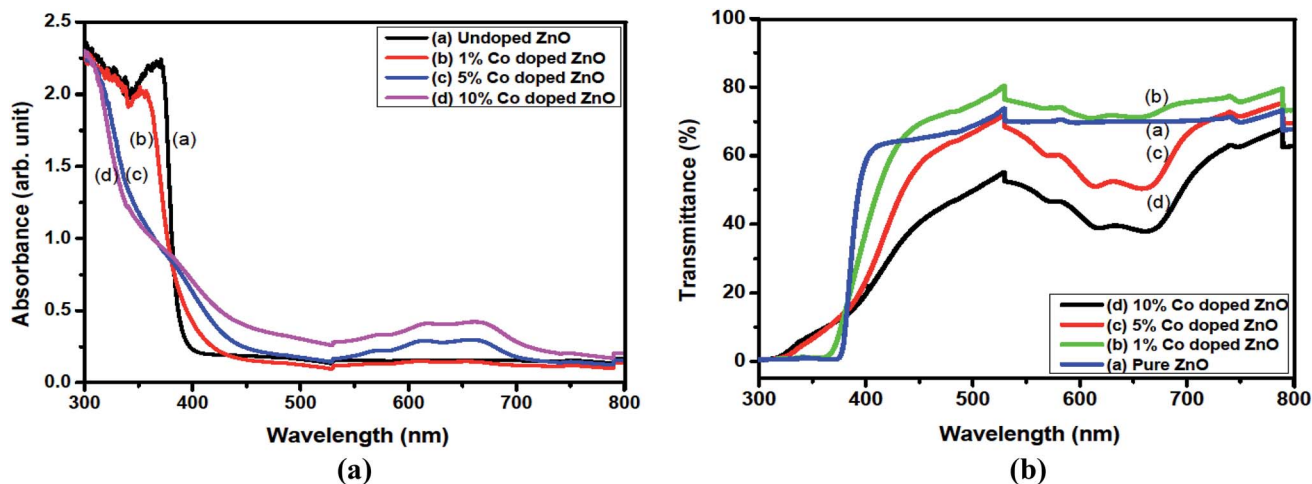 2.5
2.0
1.5
1.0
0.5
0.0
Absorbance (arb. unit)
(a) Undoped ZnO
(b) 1% Co doped ZnO
(c) 5% Co doped ZnO
(d) 10% Co doped ZnO
(b) (a)
(d) (c)
300 400 500 600 700 800
Wavelength (nm)
(a)
100
80
60
40
20
0
Transmittance (%)
(b)
(a)
(c)
(d)
(d) 10% Co doped ZnO
(c) 5% Co doped ZnO
(b) 1% Co doped ZnO
(a) Pure ZnO
300 400 500 600 700 800
Wavelength (nm)
(b)